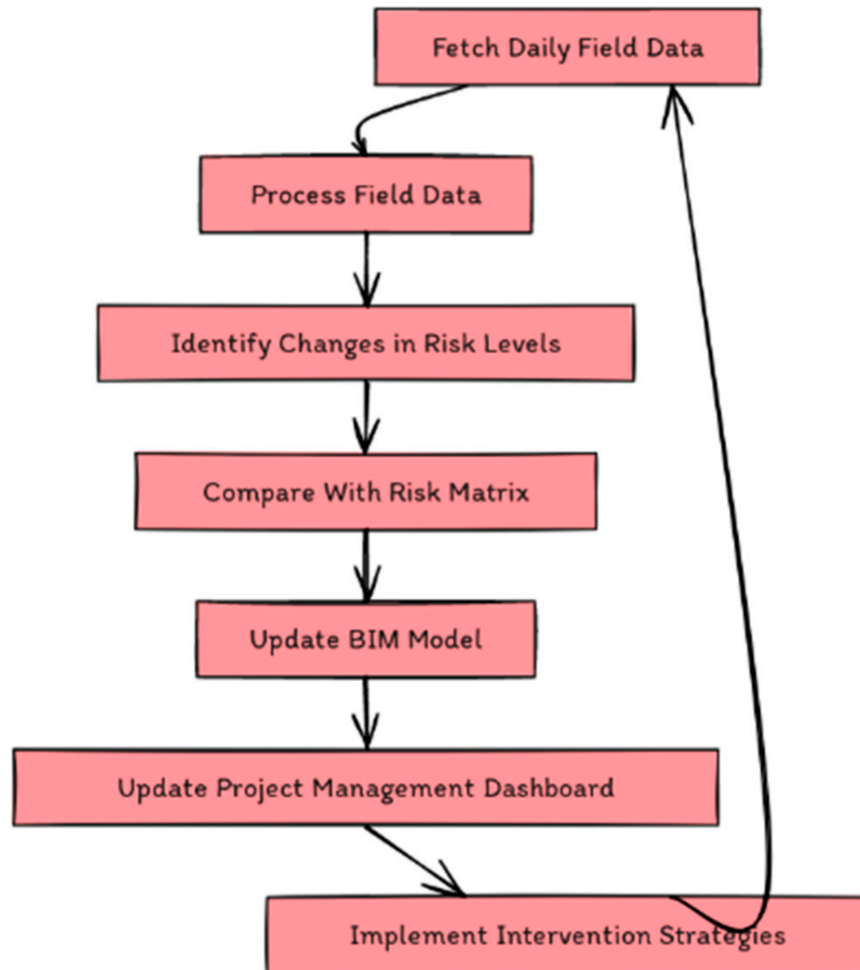 Fetch Daily Field Data
Process Field Data
Identify Changes in Risk Levels
Compare With Risk Matrix
Update BIM Model
Update Project Management Dashboard
Implement Intervention Strategies